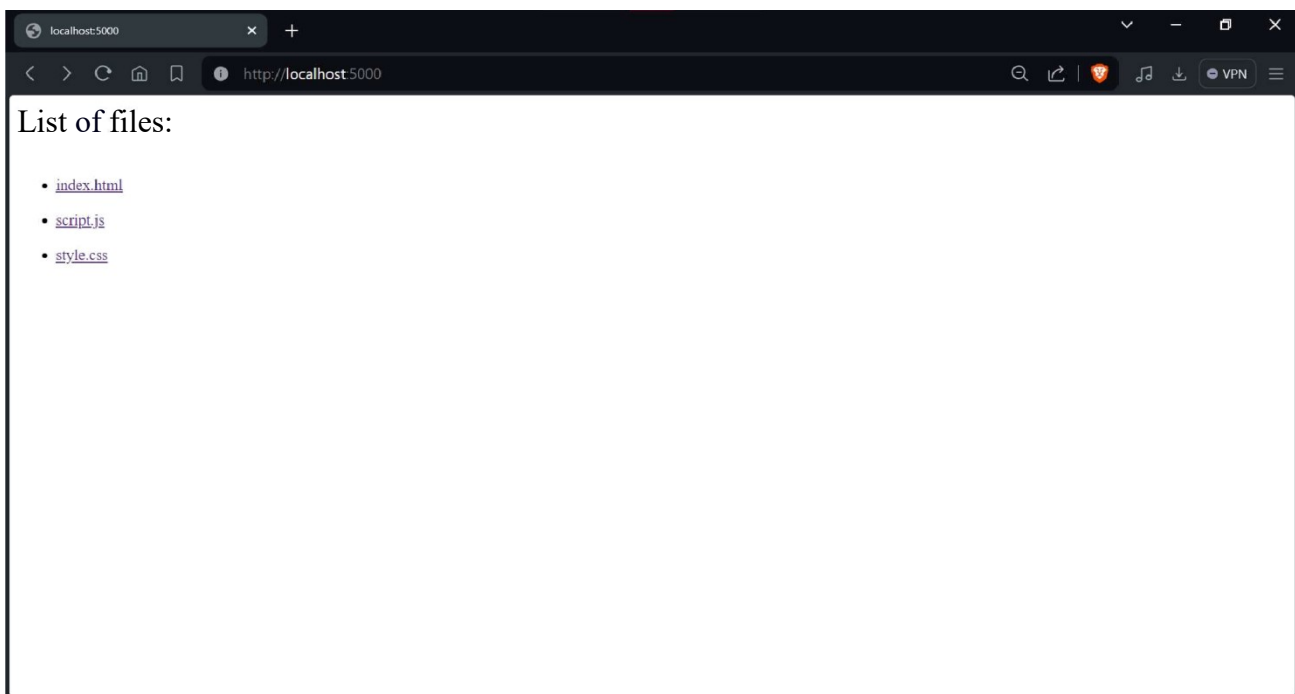 localhost:5000
http://localhost:5000
VPN
List of files:
index.html
script.js
style.css